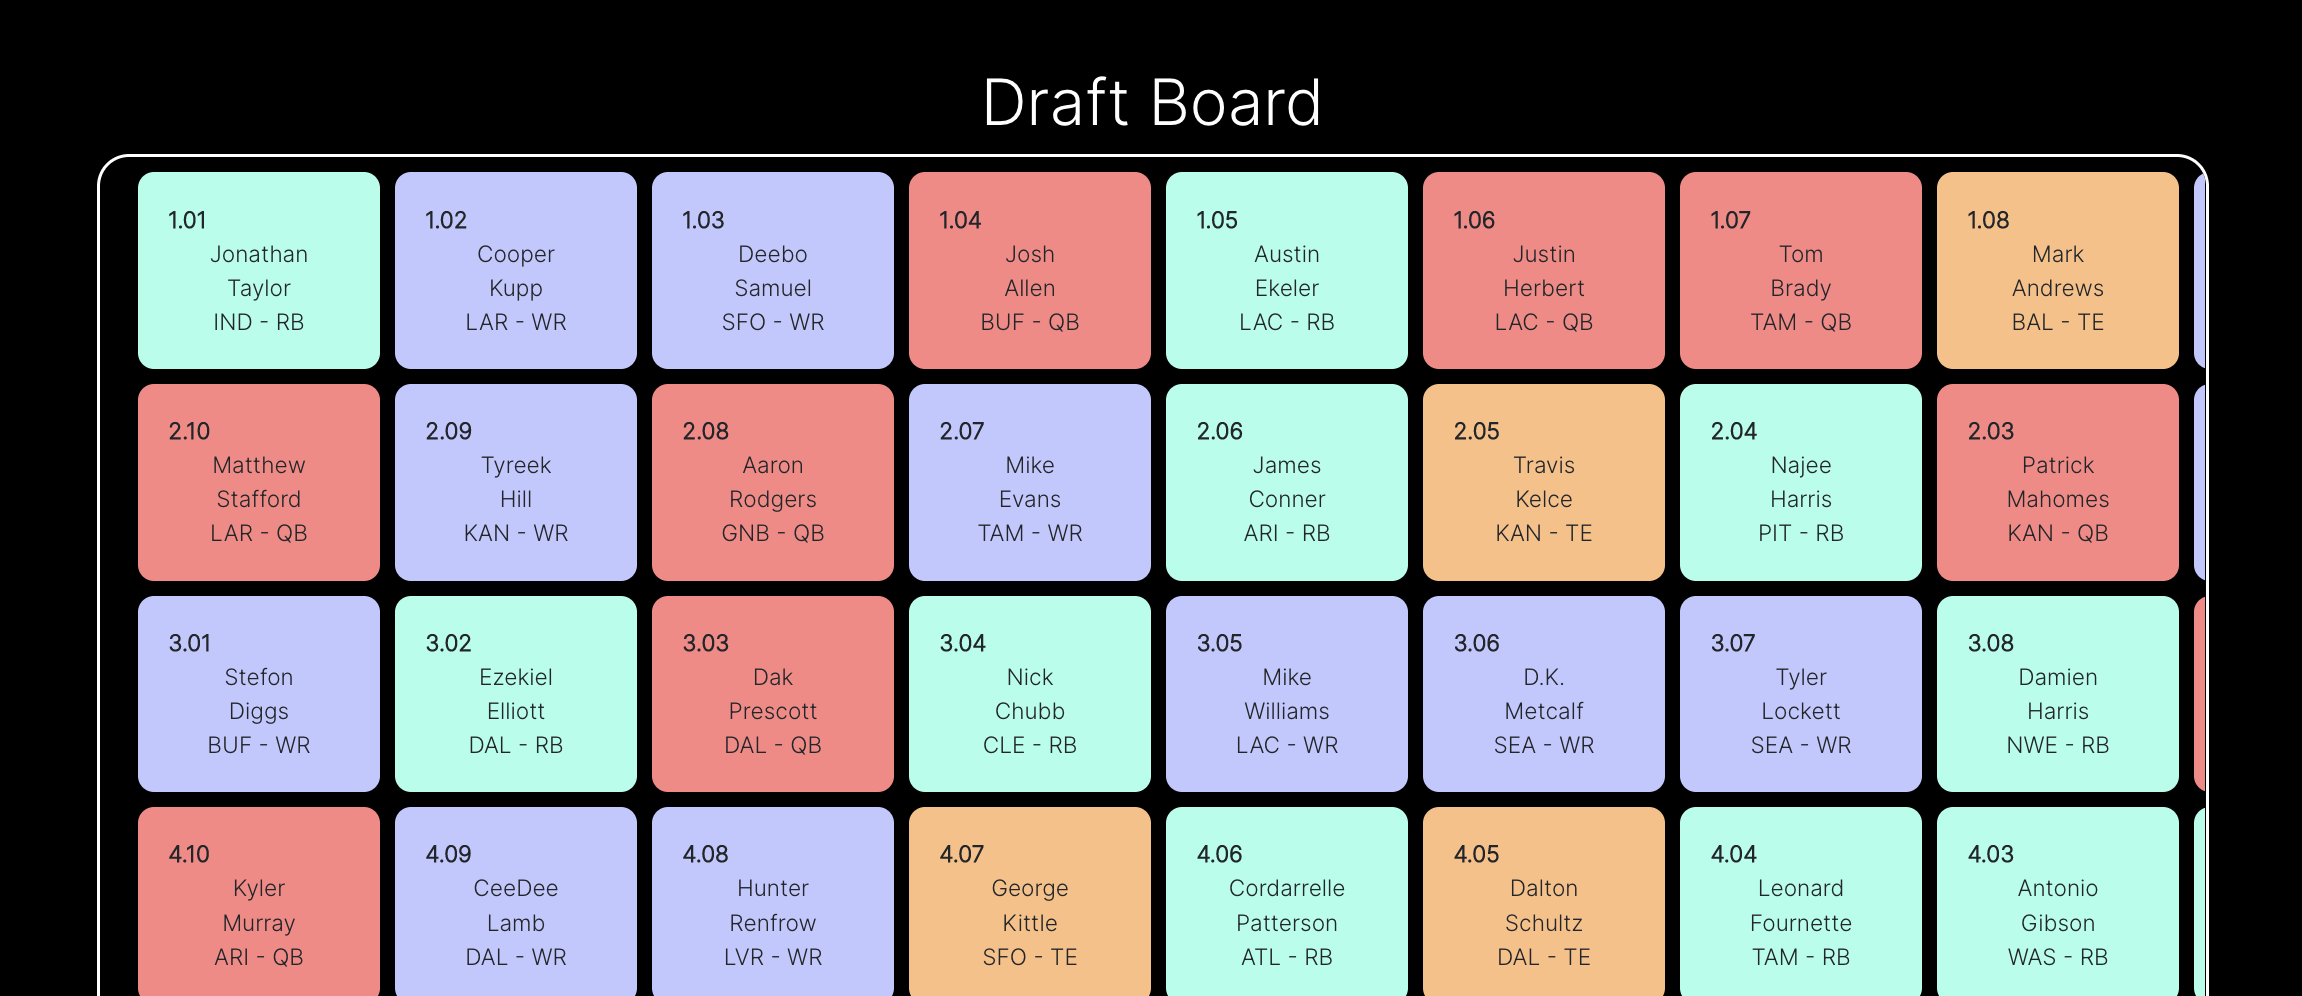 Draft Board
1.01
Jonathan
Taylor
IND - RB
1.02
Cooper
Kupp
LAR - WR
1.03
Deebo
Samuel
SFO - WR
1.04
Josh
Allen
BUF - QB
1.05
Austin
Ekeler
LAC - RB
1.06
Justin
Herbert
LAC - QB
1.07
Tom
Brady
TAM - QB
1.08
Mark
Andrews
BAL - TE
2.10
Matthew
Stafford
LAR - QB
2.09
Tyreek
Hill
KAN - WR
2.08
Aaron
Rodgers
GNB - QB
2.07
Mike
Evans
TAM - WR
2.06
James
Conner
ARI - RB
2.05
Travis
Kelce
KAN - TE
2.04
Najee
Harris
PIT - RB
2.03
Patrick
Mahomes
KAN - QB
3.01
Stefon
Diggs
BUF - WR
3.02
Ezekiel
Elliott
DAL - RB
3.03
Dak
Prescott
DAL - QB
3.04
Nick
Chubb
CLE - RB
3.05
Mike
Williams
LAC - WR
3.06
D.K.
Metcalf
SEA - WR
3.07
Tyler
Lockett
SEA - WR
3.08
Damien
Harris
NWE - RB
4.10
Kyler
Murray
ARI - QB
4.09
CeeDee
Lamb
DAL - WR
4.08
Hunter
Renfrow
LVR - WR
4.07
George
Kittle
SFO - TE
4.06
Cordarrelle
Patterson
ATL - RB
4.05
Dalton
Schultz
DAL - TE
4.04
Leonard
Fournette
TAM - RB
4.03
Antonio
Gibson
WAS - RB